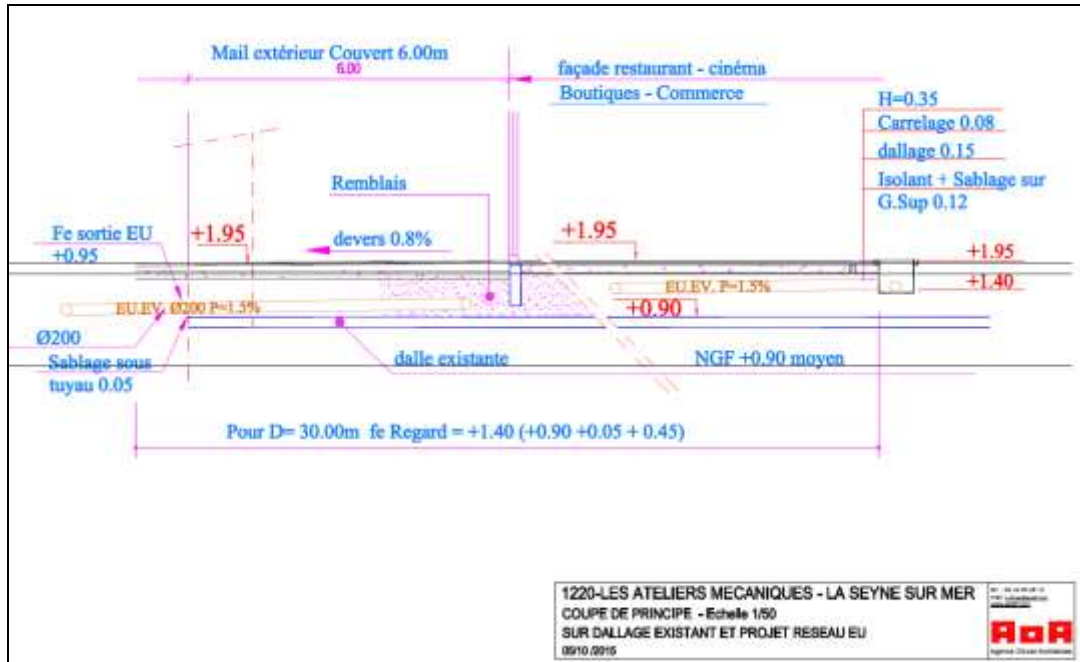 Mail extérieur Couvert 6.00m
6.00
façade restaurant - cinéma
Boutiques - Commerce
H=0.35
Carrelage 0.08
dallage 0.15
Isolant + Sablage sur
G.Sup 0.12
Remblais
Fe sortie EU
+0.95
+1.95
devers 0.8%
+1.95
+1.95
+1.40
EU.EV. P=1.5%
EU.EV. Ø200 P=1.5%
+0.90
Ø200
Sablage sous
tuyau 0.05
dalle existante
NGF +0.90 moyen
Pour D= 30.00m fe Regard = +1.40 (+0.90 +0.05 + 0.45)
1220-LES ATELIERS MECANIQUES - LA SEYNE SUR MER
COUPE DE PRINCIPE - Echelle 1/50
SUR DALLAGE EXISTANT ET PROJET RESEAU EU
AOA